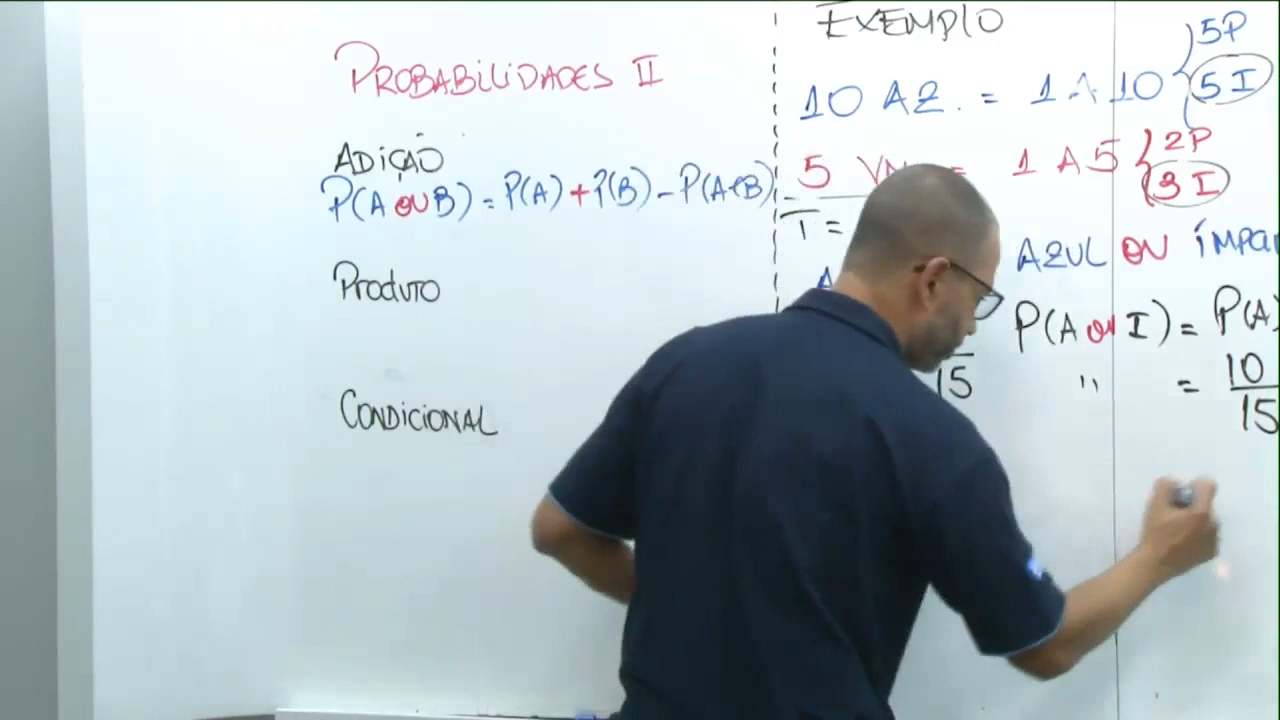 PROBABILIDADES II
ADIÇÃO
P(A OU B) = P(A) + P(B) - P(A e B)
PRODUTO
CONDICIONAL
EXEMPLO
10 AZ. = 1 A 10 5P
5 I
5 = 1 A 5 2P
3 I
T =
AZUL OU
P(A ou I) = P(A)
15 " = 10
15